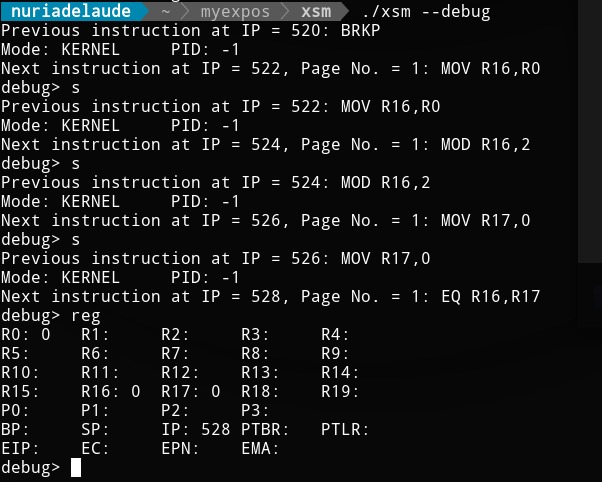 nuriadelaude ~ myexpos xsm ./xsm --debug
Previous instruction at IP = 520: BRKP
Mode: KERNEL PID: -1
Next instruction at IP = 522, Page No. = 1: MOV R16,R0
debug> s
Previous instruction at IP = 522: MOV R16,R0
Mode: KERNEL PID: -1
Next instruction at IP = 524, Page No. = 1: MOD R16,2
debug> s
Previous instruction at IP = 524: MOD R16,2
Mode: KERNEL PID: -1
Next instruction at IP = 526, Page No. = 1: MOV R17,0
debug> s
Previous instruction at IP = 526: MOV R17,0
Mode: KERNEL PID: -1
Next instruction at IP = 528, Page No. = 1: EQ R16,R17
debug> reg
R0: 0 R1: R2: R3: R4:
R5: R6: R7: R8: R9:
R10: R11: R12: R13: R14:
R15: R16: 0 R17: 0 R18: R19:
P0: P1: P2: P3:
BP: SP: IP: 528 PTBR: PTLR:
EIP: EC: EPN: EMA:
debug>